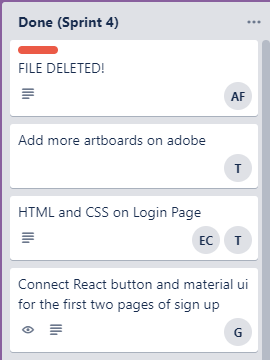 Done (Sprint 4)
FILE DELETED!
AF
Add more artboards on adobe
T
HTML and CSS on Login Page
EC T
Connect React button and material ui
for the first two pages of sign up
G